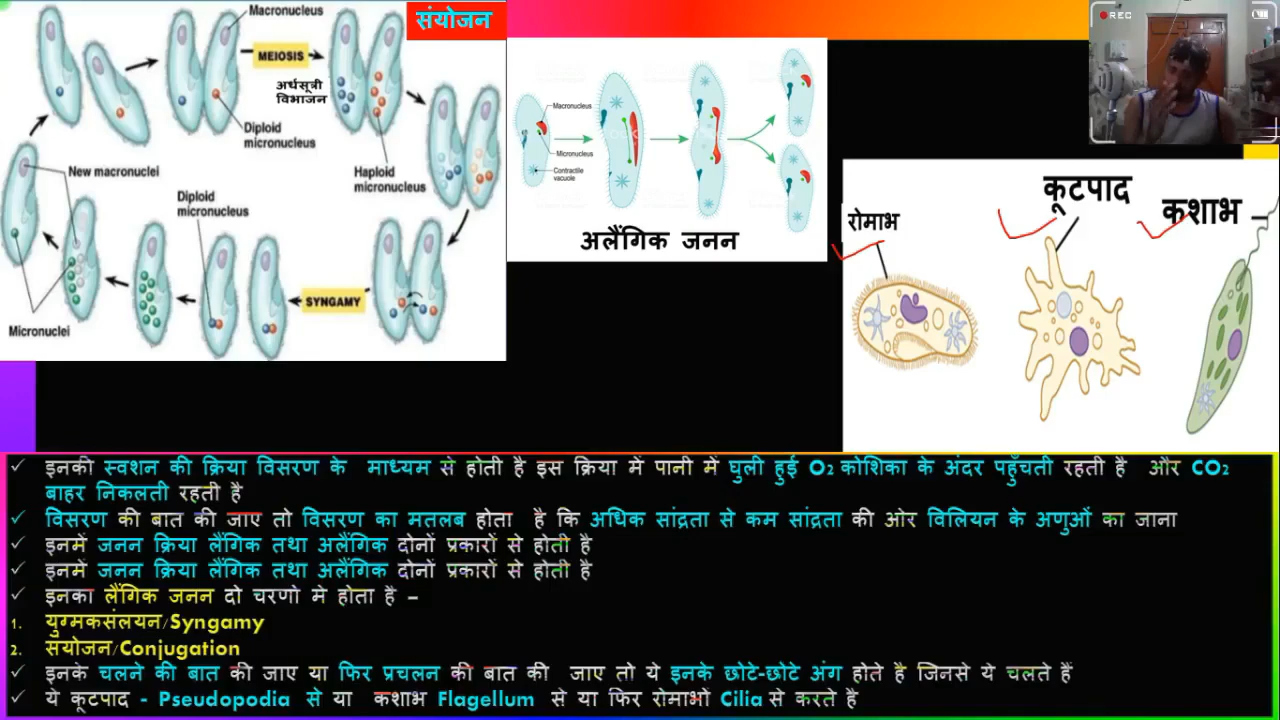 Macronucleus
संयोजन
MEIOSIS
अर्धसूत्री
विभाजन
Diploid
micronucleus
Haploid
micronucleus
New macronuclei
Diploid
micronucleus
SYNGAMY
Micronuclei
Macronucleus
Micronucleus
Contractile
vacuole
अलैंगिक जनन
REC
रोमाभ
कूटपाद
कशाभ
✓ इनकी स्वशन की क्रिया विसरण के माध्यम से होती है इस क्रिया में पानी में घुली हुई O₂ कोशिका के अंदर पहुँचती रहती है और CO₂
बाहर निकलती रहती है
✓ विसरण की बात की जाए तो विसरण का मतलब होता है कि अधिक सांद्रता से कम सांद्रता की ओर विलियन के अणुओं का जाना
✓ इनमें जनन क्रिया लैंगिक तथा अलैंगिक दोनों प्रकारों से होती है
✓ इनमें जनन क्रिया लैंगिक तथा अलैंगिक दोनों प्रकारों से होती है
✓ इनका लैंगिक जनन दो चरणो मे होता है –
1. युग्मकसंलयन/Syngamy
2. संयोजन/Conjugation
✓ इनके चलने की बात की जाए या फिर प्रचलन की बात की जाए तो ये इनके छोटे-छोटे अंग होते है जिनसे ये चलते हैं
✓ ये कूटपाद - Pseudopodia से या कशाभ Flagellum से या फिर रोमाभों Cilia से करते है